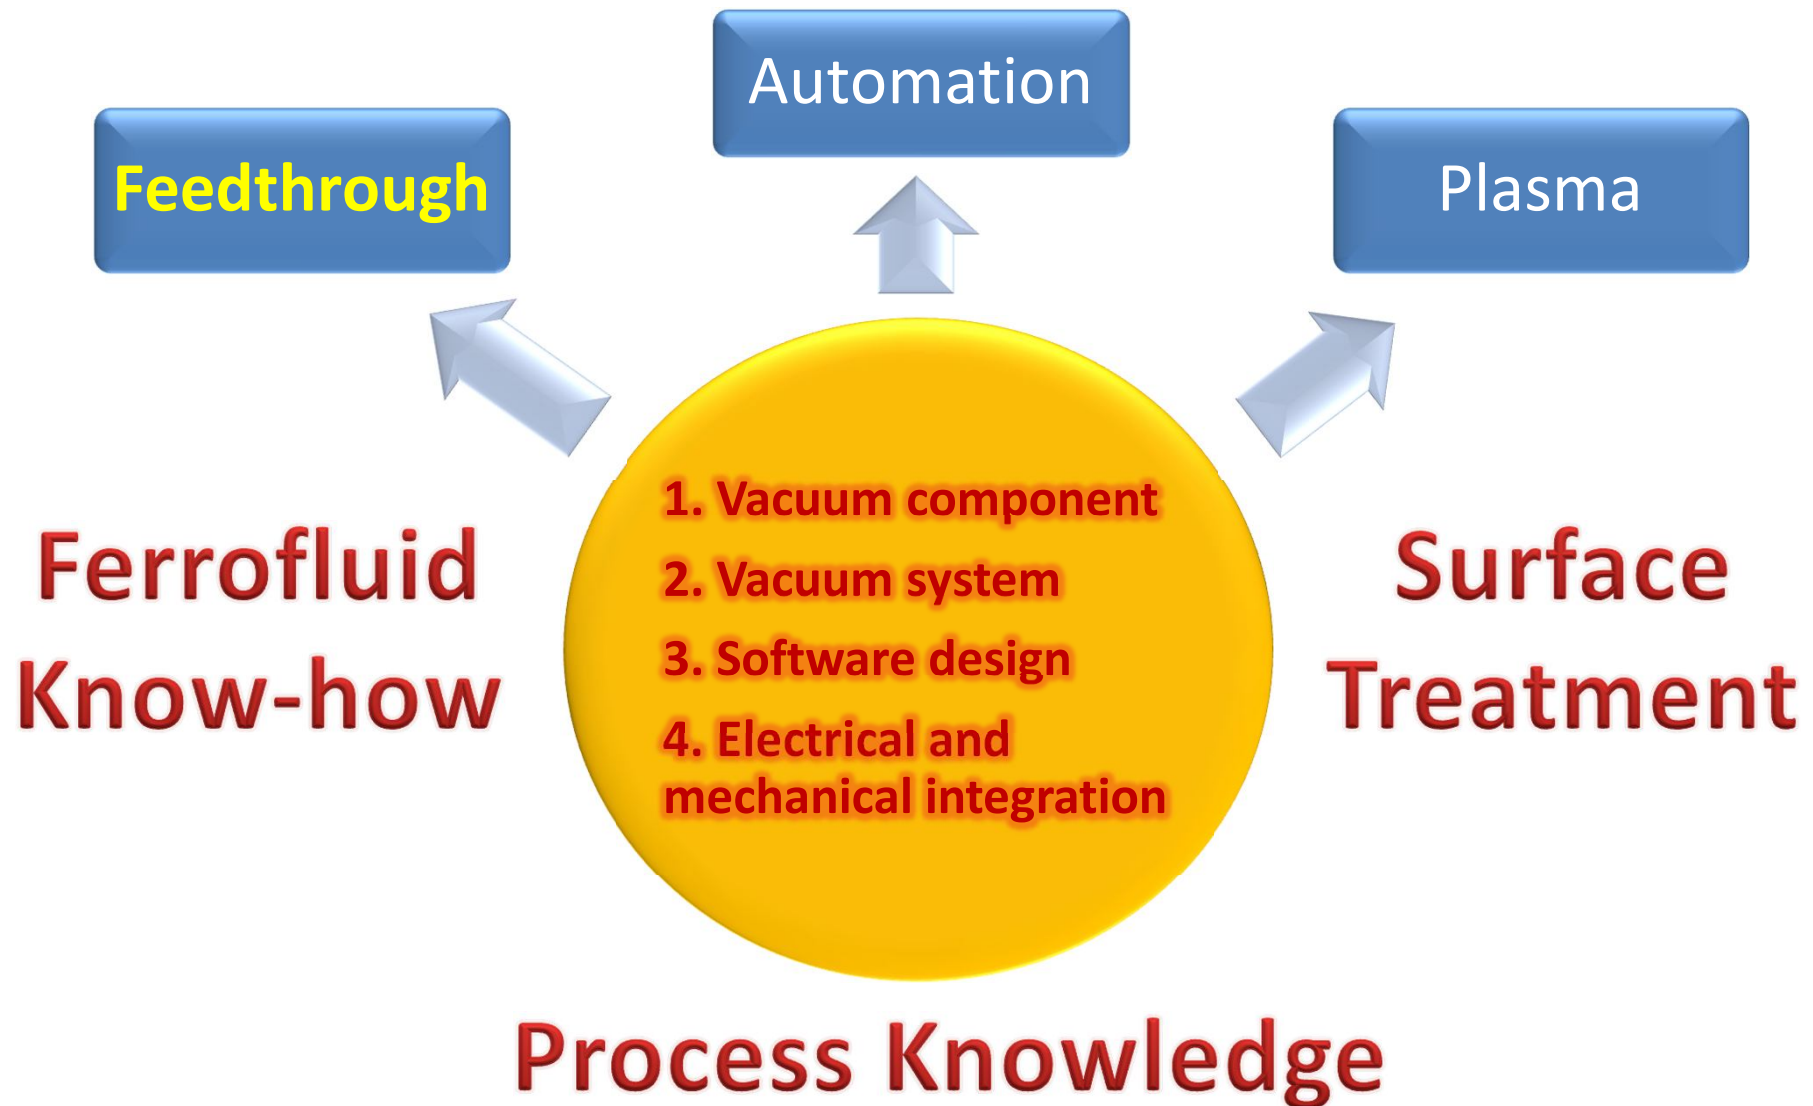 Automation
Feedthrough
Plasma
1. Vacuum component
2. Vacuum system
3. Software design
4. Electrical and
mechanical integration
Ferrofluid
Know-how
Surface
Treatment
Process Knowledge